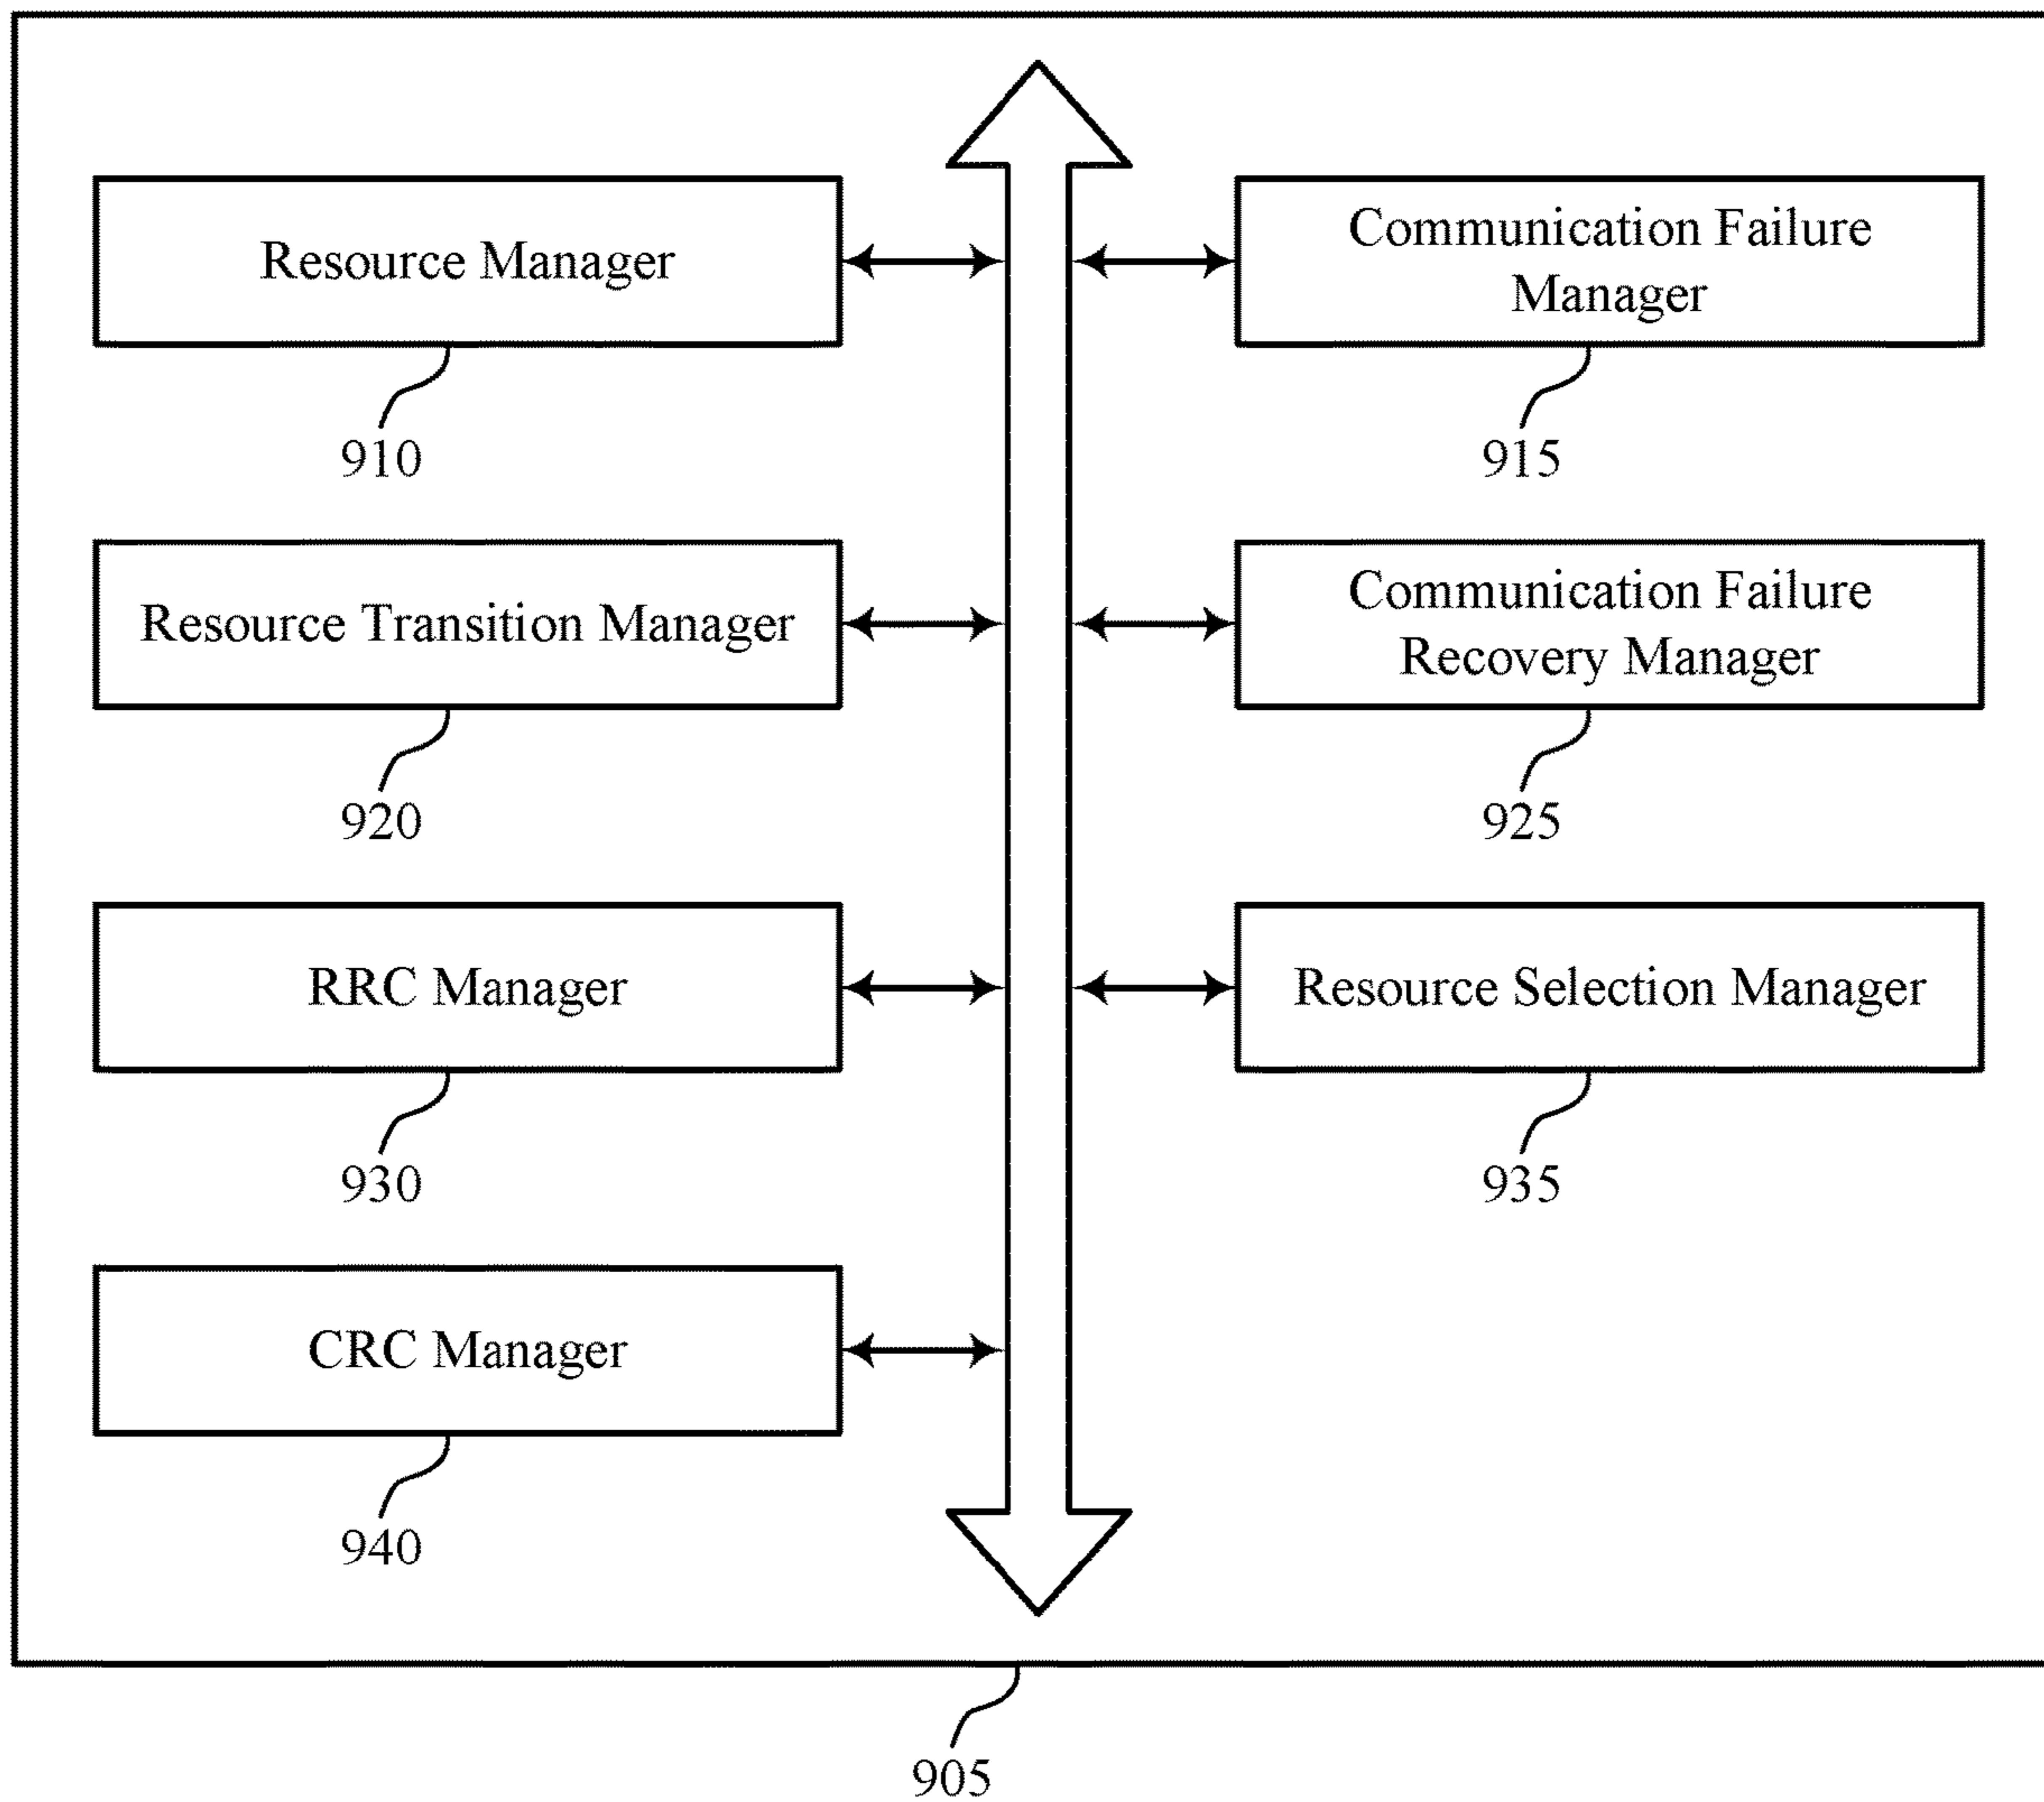 Resource Manager
910
Communication Failure
Manager
915
Resource Transition Manager
920
Communication Failure
Recovery Manager
925
RRC Manager
930
Resource Selection Manager
935
CRC Manager
940
905